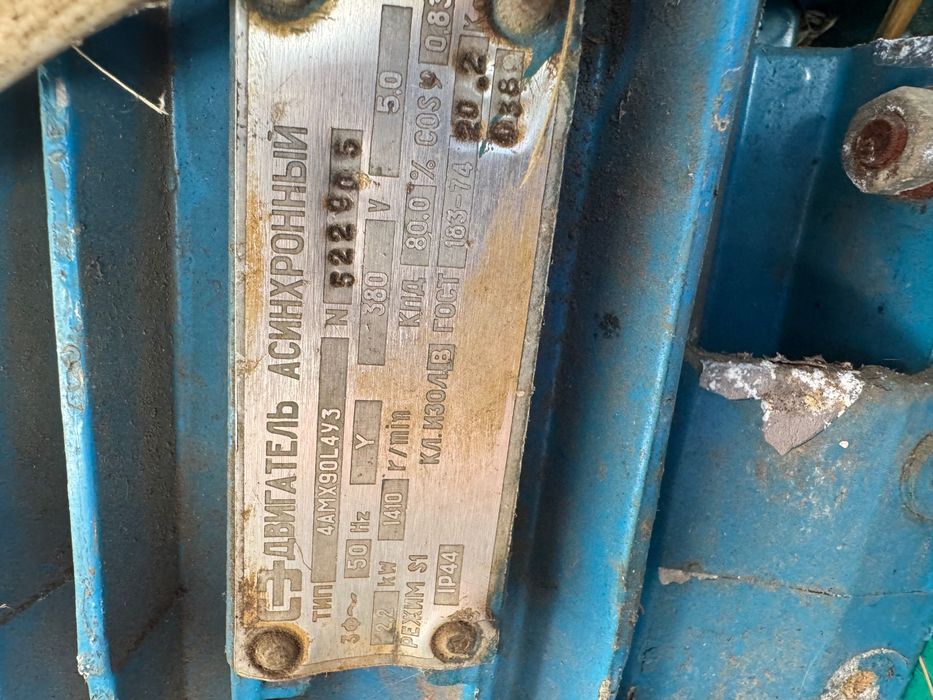 ДВИГАТЕЛЬ АСИНХРОННЫЙ
ТИП 4АМХ90L4У3 N 522905
3~ 50 Hz Y 380 V 5.0
2,2 kW 1410 r/min КПД 80.0 % COS φ 0.83
РЕЖИМ S1 КЛ.ИЗОЛ. В ГОСТ 183-74 20.2 К
IP44 038